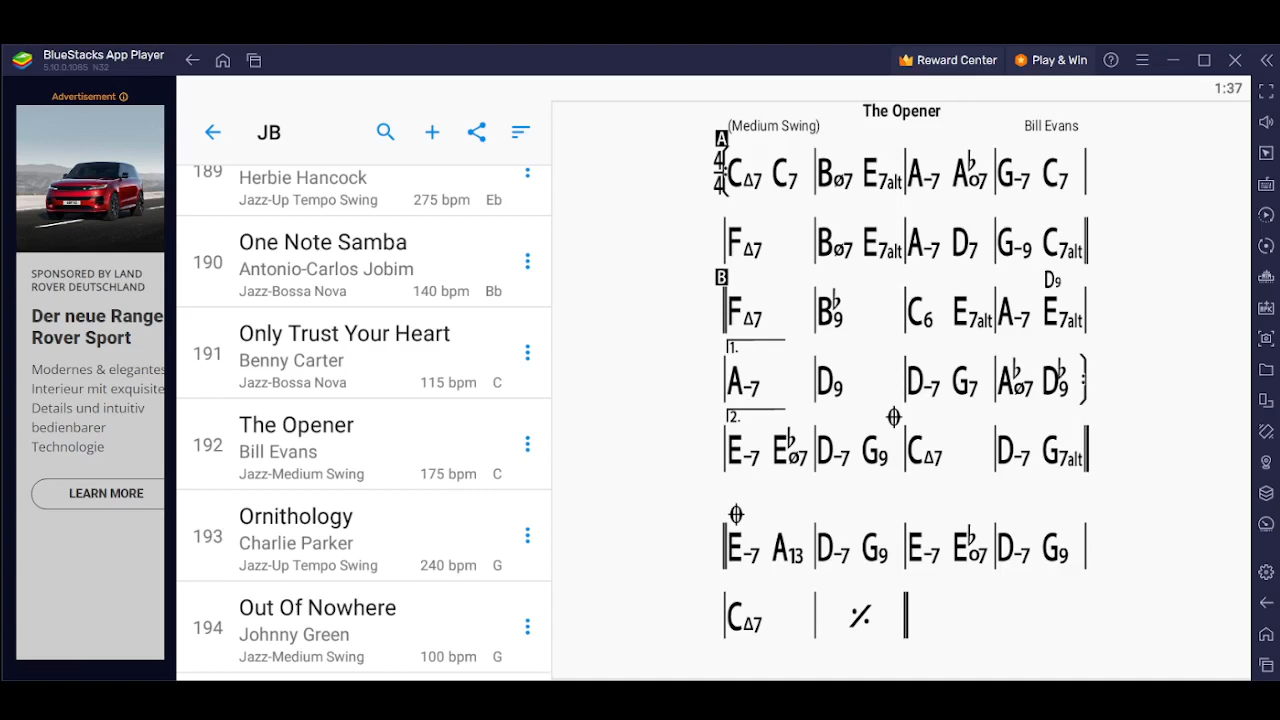 BlueStacks App Player
5.10.0.1065 N32
Reward Center
Play & Win
Advertisement
SPONSORED BY LAND
ROVER DEUTSCHLAND
Der neue Range
Rover Sport
Modernes & elegantes
Interieur mit exquisite
Details und intuitiv
bedienbarer
Technologie
LEARN MORE
JB
189
Herbie Hancock
Jazz-Up Tempo Swing 275 bpm Eb
190
One Note Samba
Antonio-Carlos Jobim
Jazz-Bossa Nova 140 bpm Bb
191
Only Trust Your Heart
Benny Carter
Jazz-Bossa Nova 115 bpm C
192
The Opener
Bill Evans
Jazz-Medium Swing 175 bpm C
193
Ornithology
Charlie Parker
Jazz-Up Tempo Swing 240 bpm G
194
Out Of Nowhere
Johnny Green
Jazz-Medium Swing 100 bpm G
1:37
The Opener
(Medium Swing) Bill Evans
A
4/4 CΔ7 C7 | Bø7 E7alt | A-7 A♭o7 | G-7 C7 |
| FΔ7 | Bø7 E7alt | A-7 D7 | G-9 C7alt ||
B
D9
|| FΔ7 | B♭9 | C6 E7alt | A-7 E7alt |
1.
| A-7 | D9 | D-7 G7 | A♭ø7 D♭9 :
2.
| E-7 E♭ø7 | D-7 G9 | CΔ7 | D-7 G7alt ||
|| E-7 A13 | D-7 G9 | E-7 E♭o7 | D-7 G9 |
| CΔ7 | 𝄎 ||